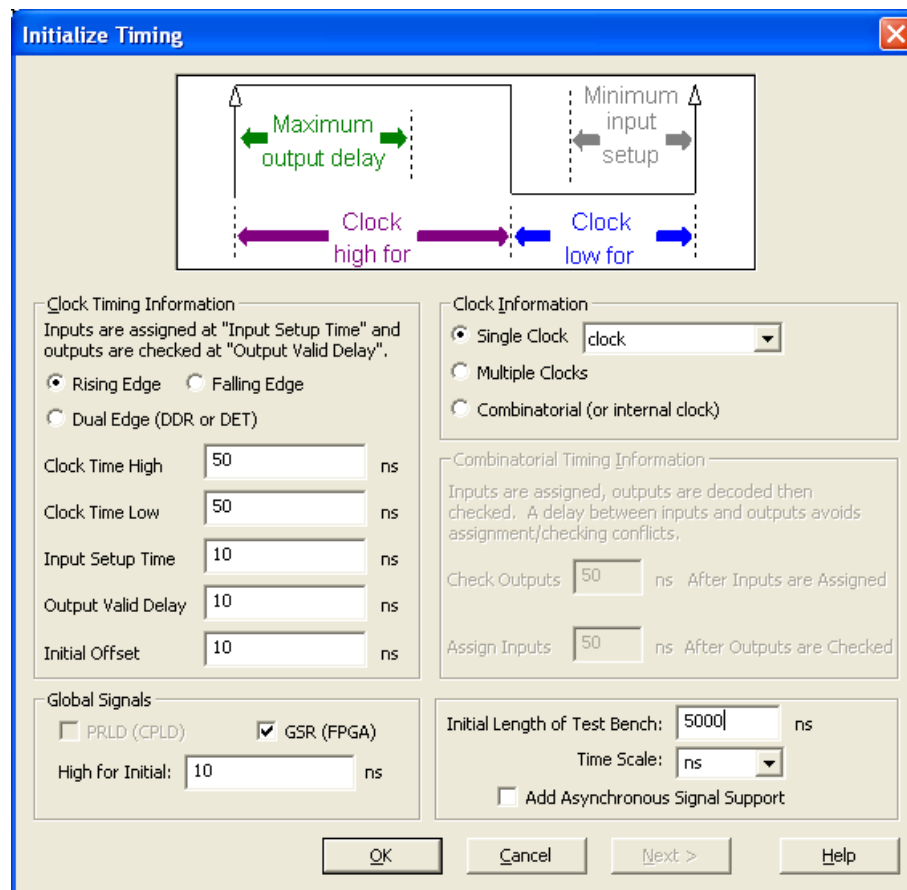 Initialize Timing
Maximum
output delay
Minimum
input
setup
Clock
high for
Clock
low for
Clock Timing Information
Inputs are assigned at "Input Setup Time" and
outputs are checked at "Output Valid Delay".
Rising Edge Falling Edge
Dual Edge (DDR or DET)
Clock Time High 50 ns
Clock Time Low 50 ns
Input Setup Time 10 ns
Output Valid Delay 10 ns
Initial Offset 10 ns
Clock Information
Single Clock clock
Multiple Clocks
Combinatorial (or internal clock)
Combinatorial Timing Information
Inputs are assigned, outputs are decoded then
checked. A delay between inputs and outputs avoids
assignment/checking conflicts.
Check Outputs 50 ns After Inputs are Assigned
Assign Inputs 50 ns After Outputs are Checked
Global Signals
PRLD (CPLD) GSR (FPGA)
High for Initial: 10 ns
Initial Length of Test Bench: 5000 ns
Time Scale: ns
Add Asynchronous Signal Support
OK Cancel Next > Help